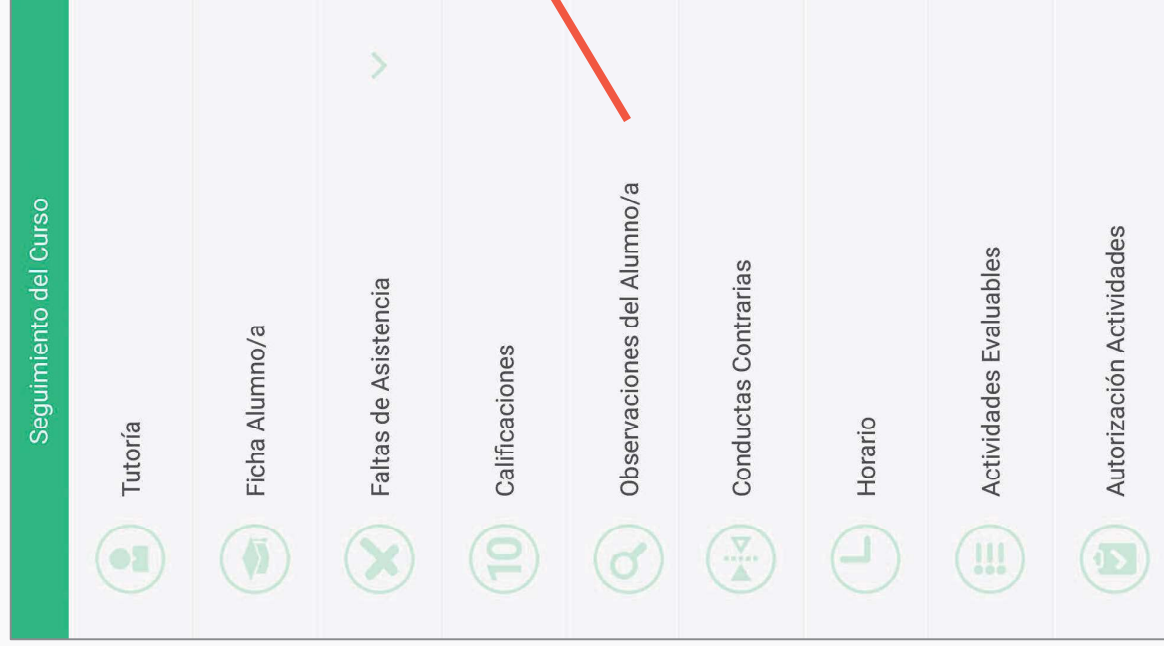 Seguimiento del Curso
Tutoría
Ficha Alumno/a
Faltas de Asistencia
10 Calificaciones
Observaciones del Alumno/a
Conductas Contrarias
Horario
!!! Actividades Evaluables
Autorización Actividades